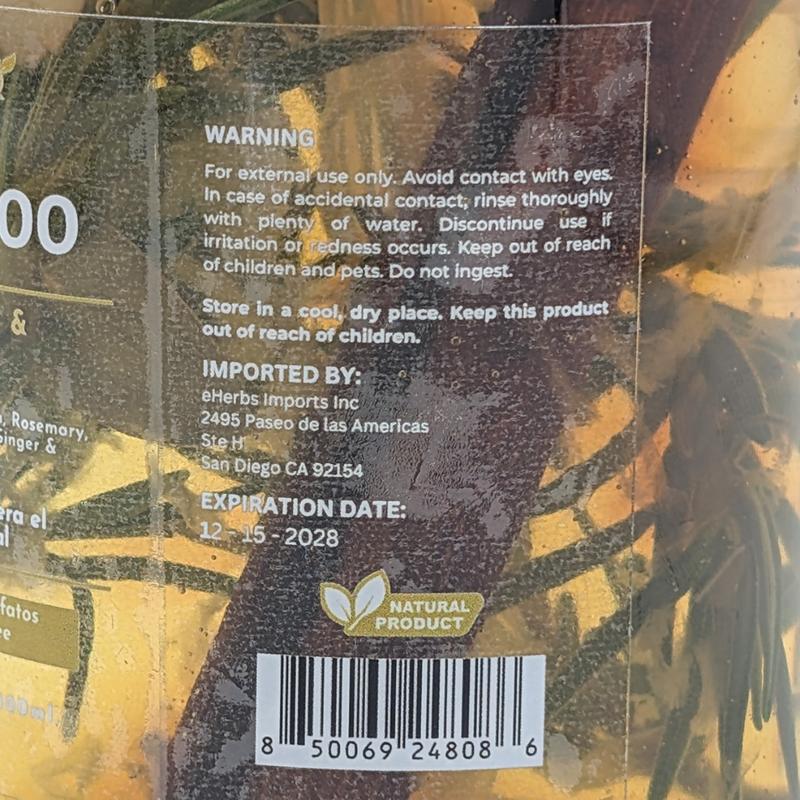 00
&
Rosemary,
Ginger &
era el
al
fatos
ee
000ml
WARNING
For external use only. Avoid contact with eyes.
In case of accidental contact, rinse thoroughly
with plenty of water. Discontinue use if
irritation or redness occurs. Keep out of reach
of children and pets. Do not ingest.
Store in a cool, dry place. Keep this product
out of reach of children.
IMPORTED BY:
eHerbs Imports Inc
2495 Paseo de las Americas
Ste H
San Diego CA 92154
EXPIRATION DATE:
12 - 15 - 2028
NATURAL
PRODUCT
8 50069 24808 6